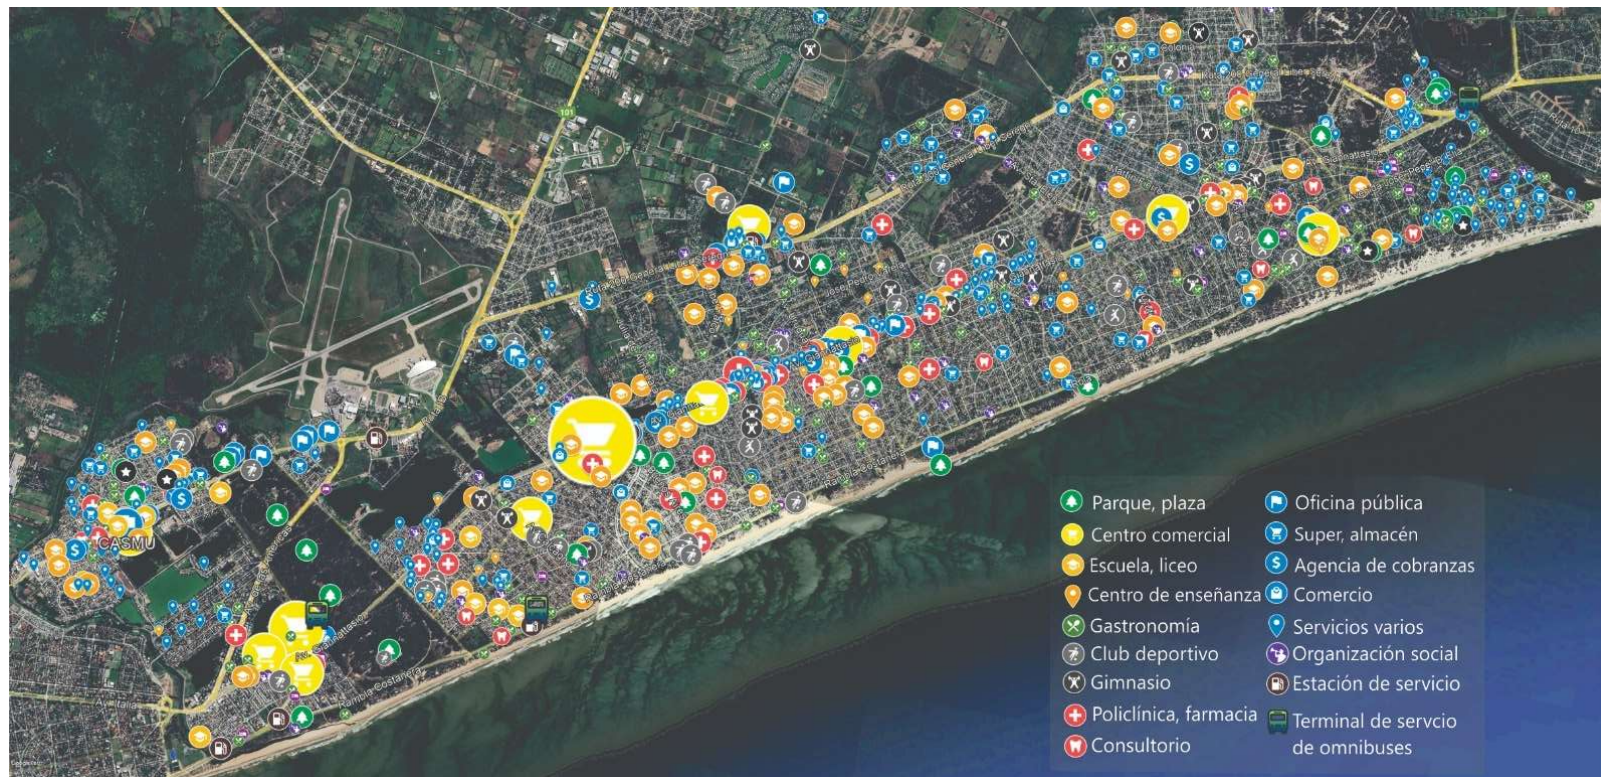 101
CASMU
Parque, plaza
Centro comercial
Escuela, liceo
Centro de enseñanza
Gastronomía
Club deportivo
Gimnasio
Policlínica, farmacia
Consultorio
Oficina pública
Super, almacén
Agencia de cobranzas
Comercio
Servicios varios
Organización social
Estación de servicio
Terminal de servcio
de omnibuses